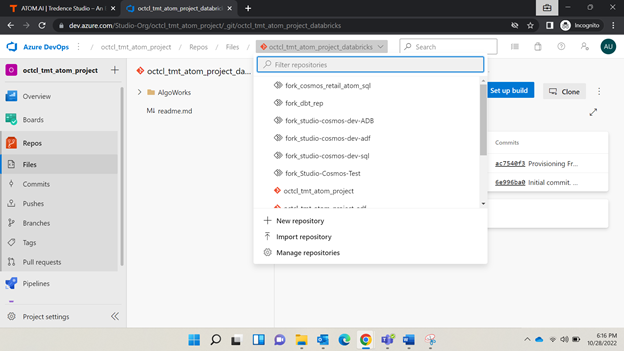 ATOM.AI | Tredence Studio – An A
octcl_tmt_atom_project_databricks
dev.azure.com/Studio-Org/octcl_tmt_atom_project/_git/octcl_tmt_atom_project_databricks
Incognito
Azure DevOps
octcl_tmt_atom_project / Repos / Files /
octcl_tmt_atom_project_databricks
Search
AU
octcl_tmt_atom_project
Overview
Boards
Repos
Files
Commits
Pushes
Branches
Tags
Pull requests
Pipelines
Project settings
octcl_tmt_atom_project_da...
AlgoWorks
readme.md
Filter repositories
fork_cosmos_retail_atom_sql
fork_dbt_rep
fork_studio-cosmos-dev-ADB
fork_studio-cosmos-dev-adf
fork_studio-cosmos-dev-sql
fork_Studio-Cosmos-Test
octcl_tmt_atom_project
octcl_tmt_atom_project_adf
New repository
Import repository
Manage repositories
Set up build
Clone
Commits
ac7540f3 Provisioning Fr...
6e996ba0 Initial commit. ...
6:16 PM
10/28/2022